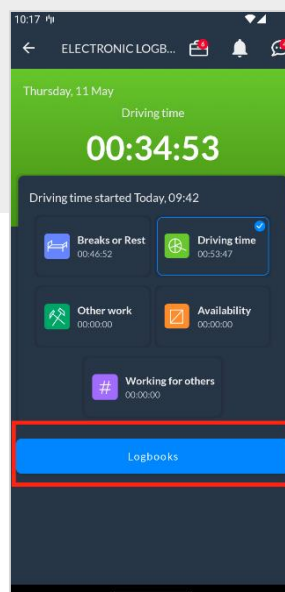 10:17
ELECTRONIC LOGB...
6
Thursday, 11 May
Driving time
00:34:53
Driving time started Today, 09:42
Breaks or Rest
00:46:52
Driving time
00:53:47
Other work
00:00:00
Availability
00:00:00
#
Working for others
00:00:00
Logbooks